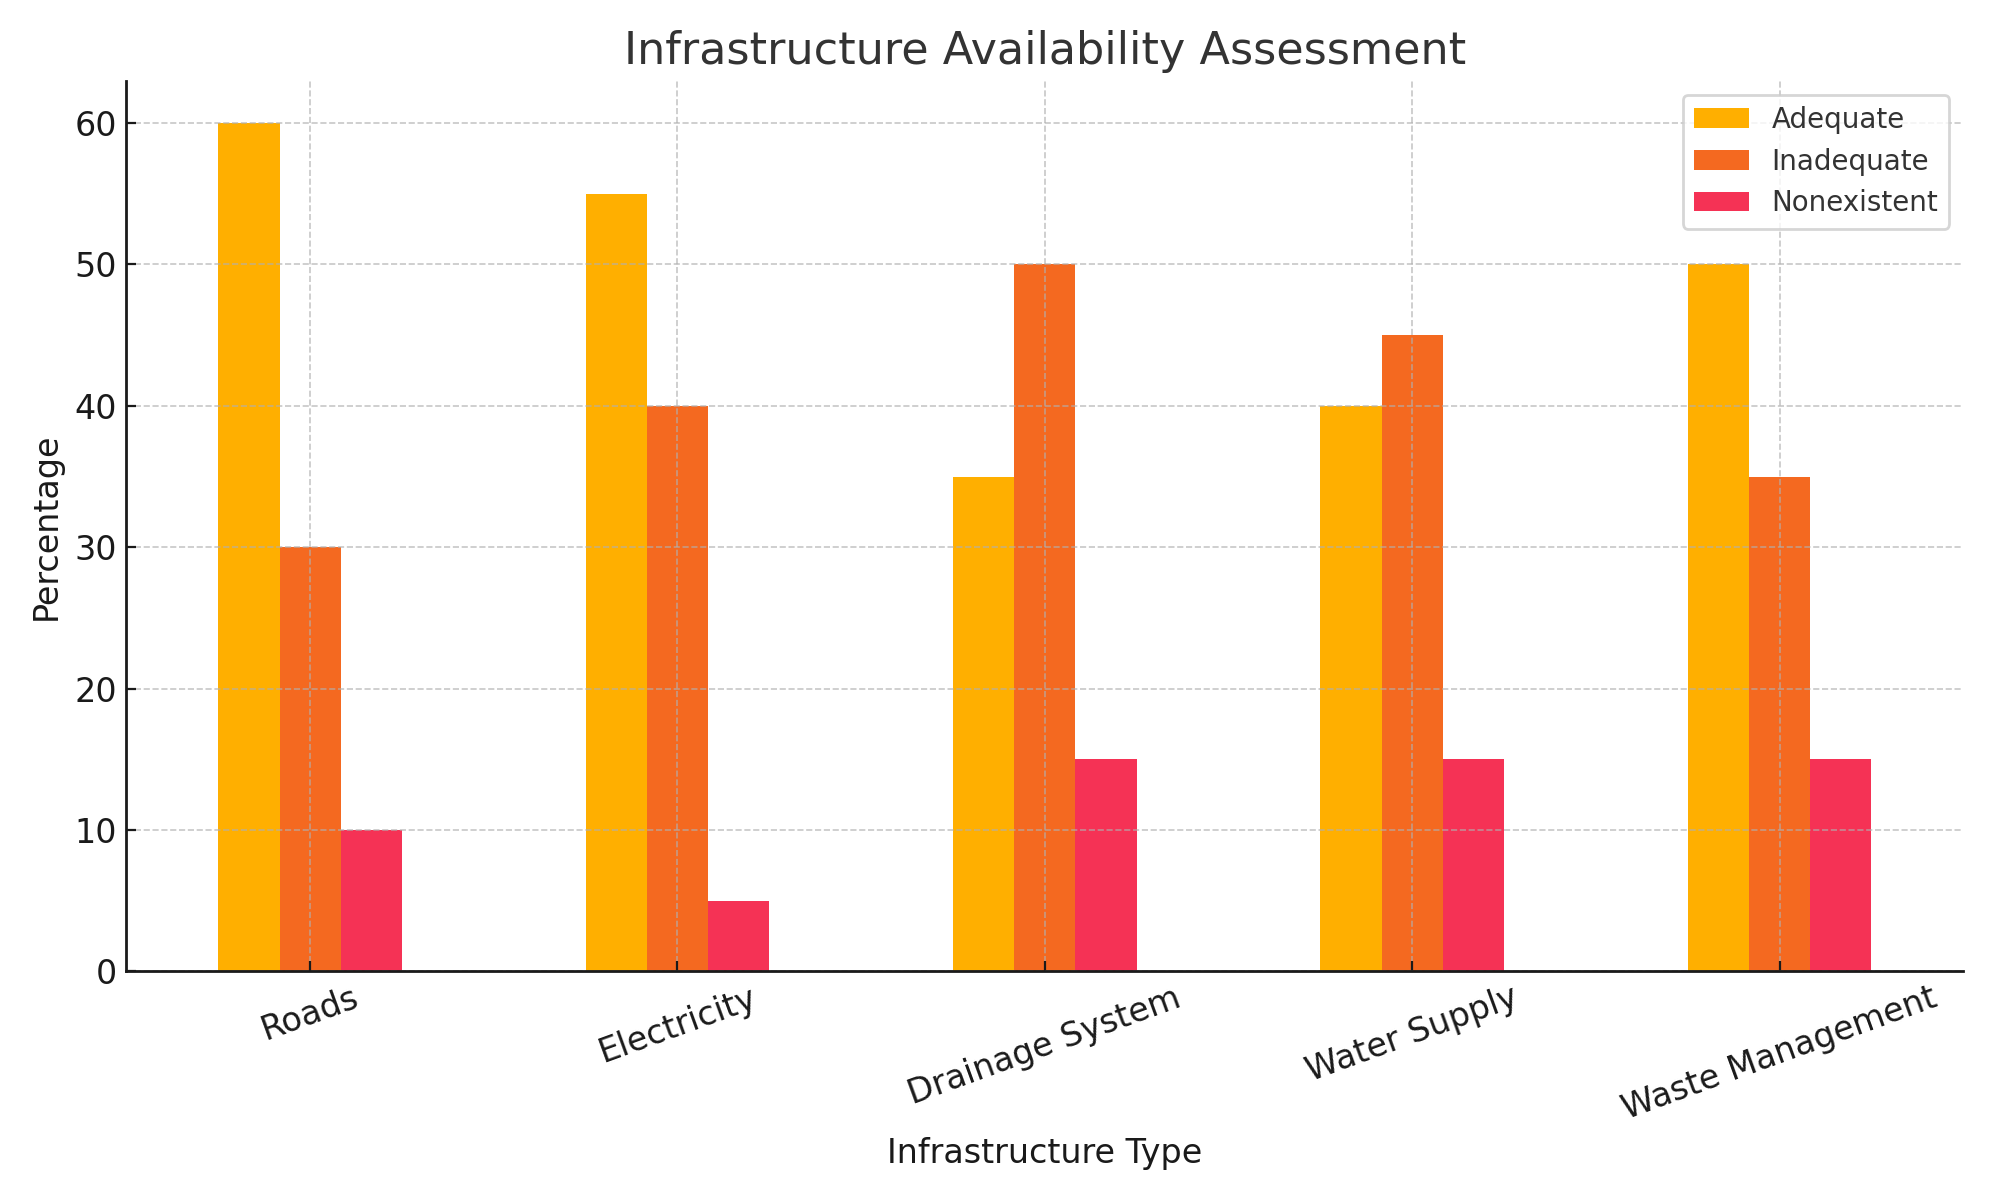 Infrastructure Availability Assessment
Adequate
Inadequate
Nonexistent
60
50
40
30
20
10
0
Percentage
Roads
Electricity
Drainage System
Water Supply
Waste Management
Infrastructure Type